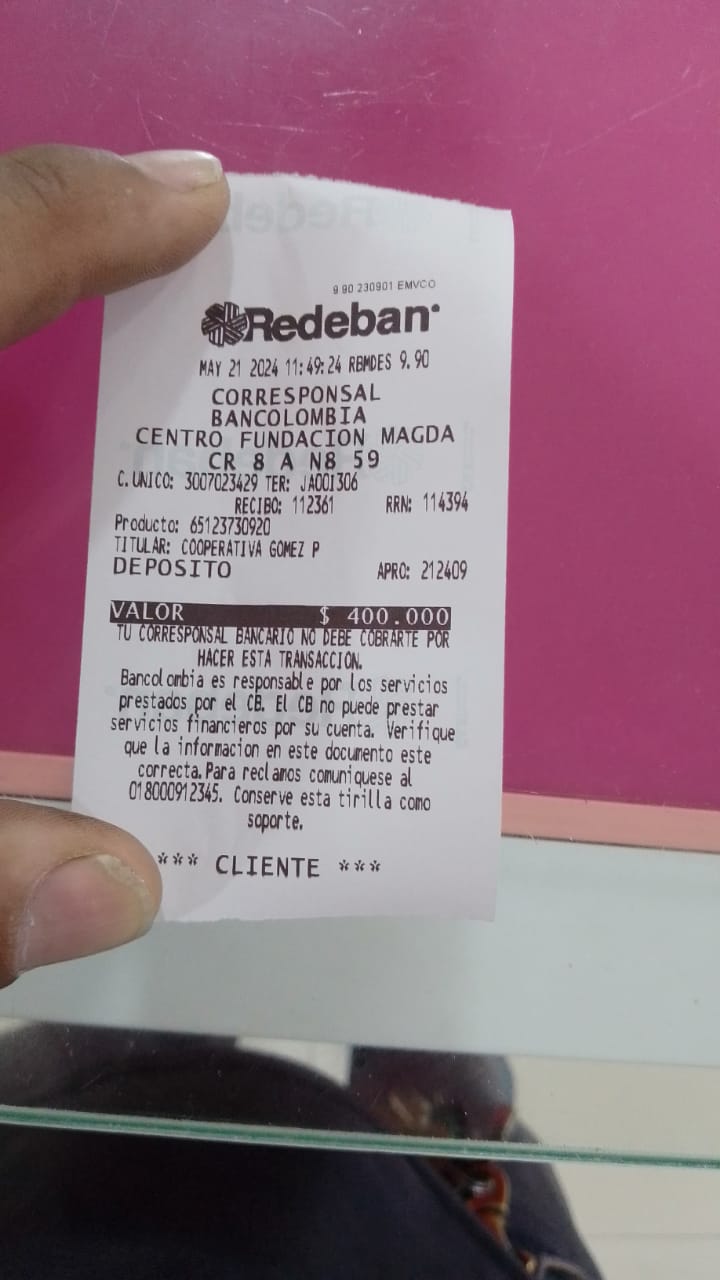 9 90 230901 EMVCO
Redeban
MAY 21 2024 11:49:24 RBMDES 9.90
CORRESPONSAL
BANCOLOMBIA
CENTRO FUNDACION MAGDA
CR 8 A N8 59
C.UNICO: 3007023429 TER: JA001306
RECIBO: 112361 RRN: 114394
Producto: 65123730920
TITULAR: COOPERATIVA GOMEZ P
DEPOSITO APRO: 212409
VALOR $ 400.000
TU CORRESPONSAL BANCARIO NO DEBE COBRARTE POR
HACER ESTA TRANSACCION.
Bancolombia es responsable por los servicios
prestados por el CB. El CB no puede prestar
servicios financieros por su cuenta. Verifique
que la informacion en este documento este
correcta. Para reclamos comuniquese al
018000912345. Conserve esta tirilla como
soporte.
*** CLIENTE ***